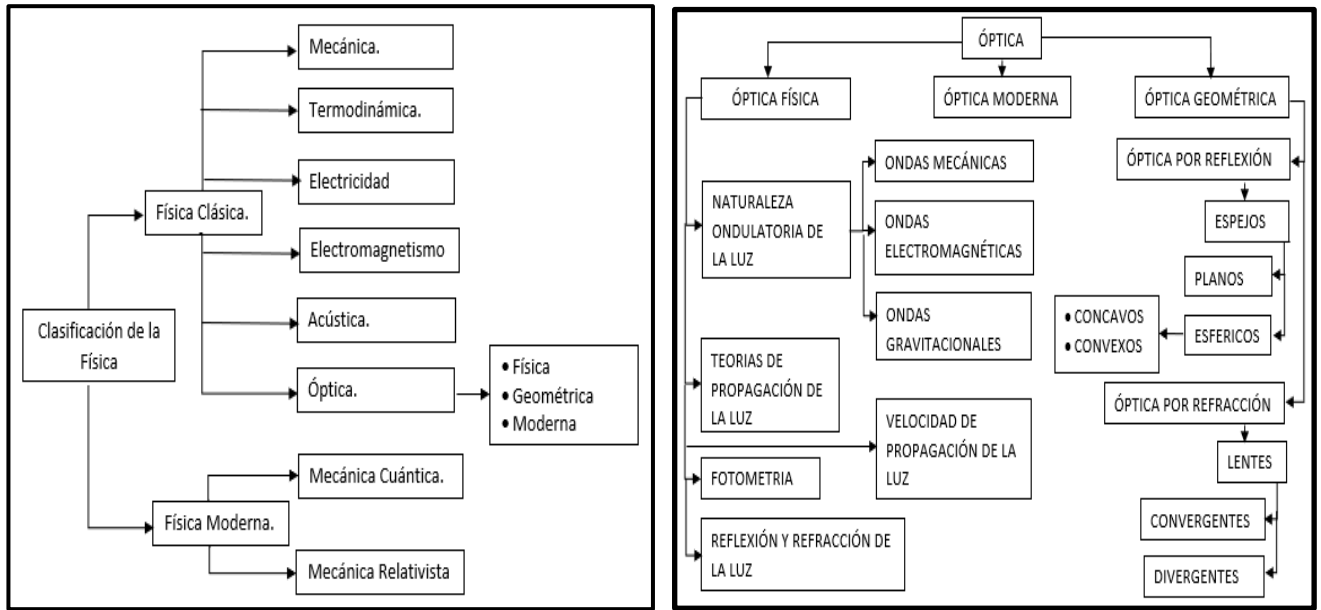 Mecánica.
Termodinámica.
Electricidad
Física Clásica.
Electromagnetismo
Clasificación de la
Física
Acústica.
Óptica.
• Física
• Geométrica
• Moderna
Mecánica Cuántica.
Física Moderna.
Mecánica Relativista
ÓPTICA
ÓPTICA FÍSICA
ÓPTICA MODERNA
ÓPTICA GEOMÉTRICA
NATURALEZA
ONDULATORIA DE
LA LUZ
ONDAS MECÁNICAS
ONDAS
ELECTROMAGNÉTICAS
ONDAS
GRAVITACIONALES
TEORIAS DE
PROPAGACIÓN DE
LA LUZ
VELOCIDAD DE
PROPAGACIÓN DE LA
LUZ
FOTOMETRIA
REFLEXIÓN Y REFRACCIÓN DE
LA LUZ
ÓPTICA POR REFLEXIÓN
ESPEJOS
PLANOS
ESFERICOS
• CONCAVOS
• CONVEXOS
ÓPTICA POR REFRACCIÓN
LENTES
CONVERGENTES
DIVERGENTES